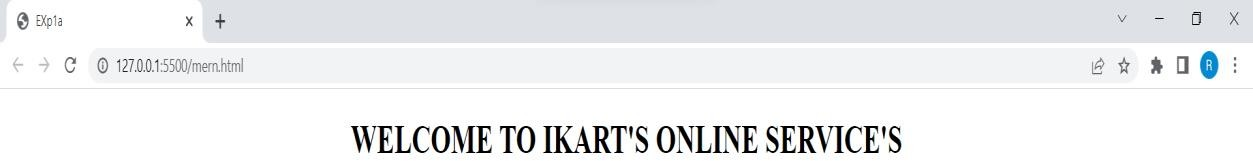 EXp1a
127.0.0.1:5500/mern.html
R
WELCOME TO IKART'S ONLINE SERVICE'S